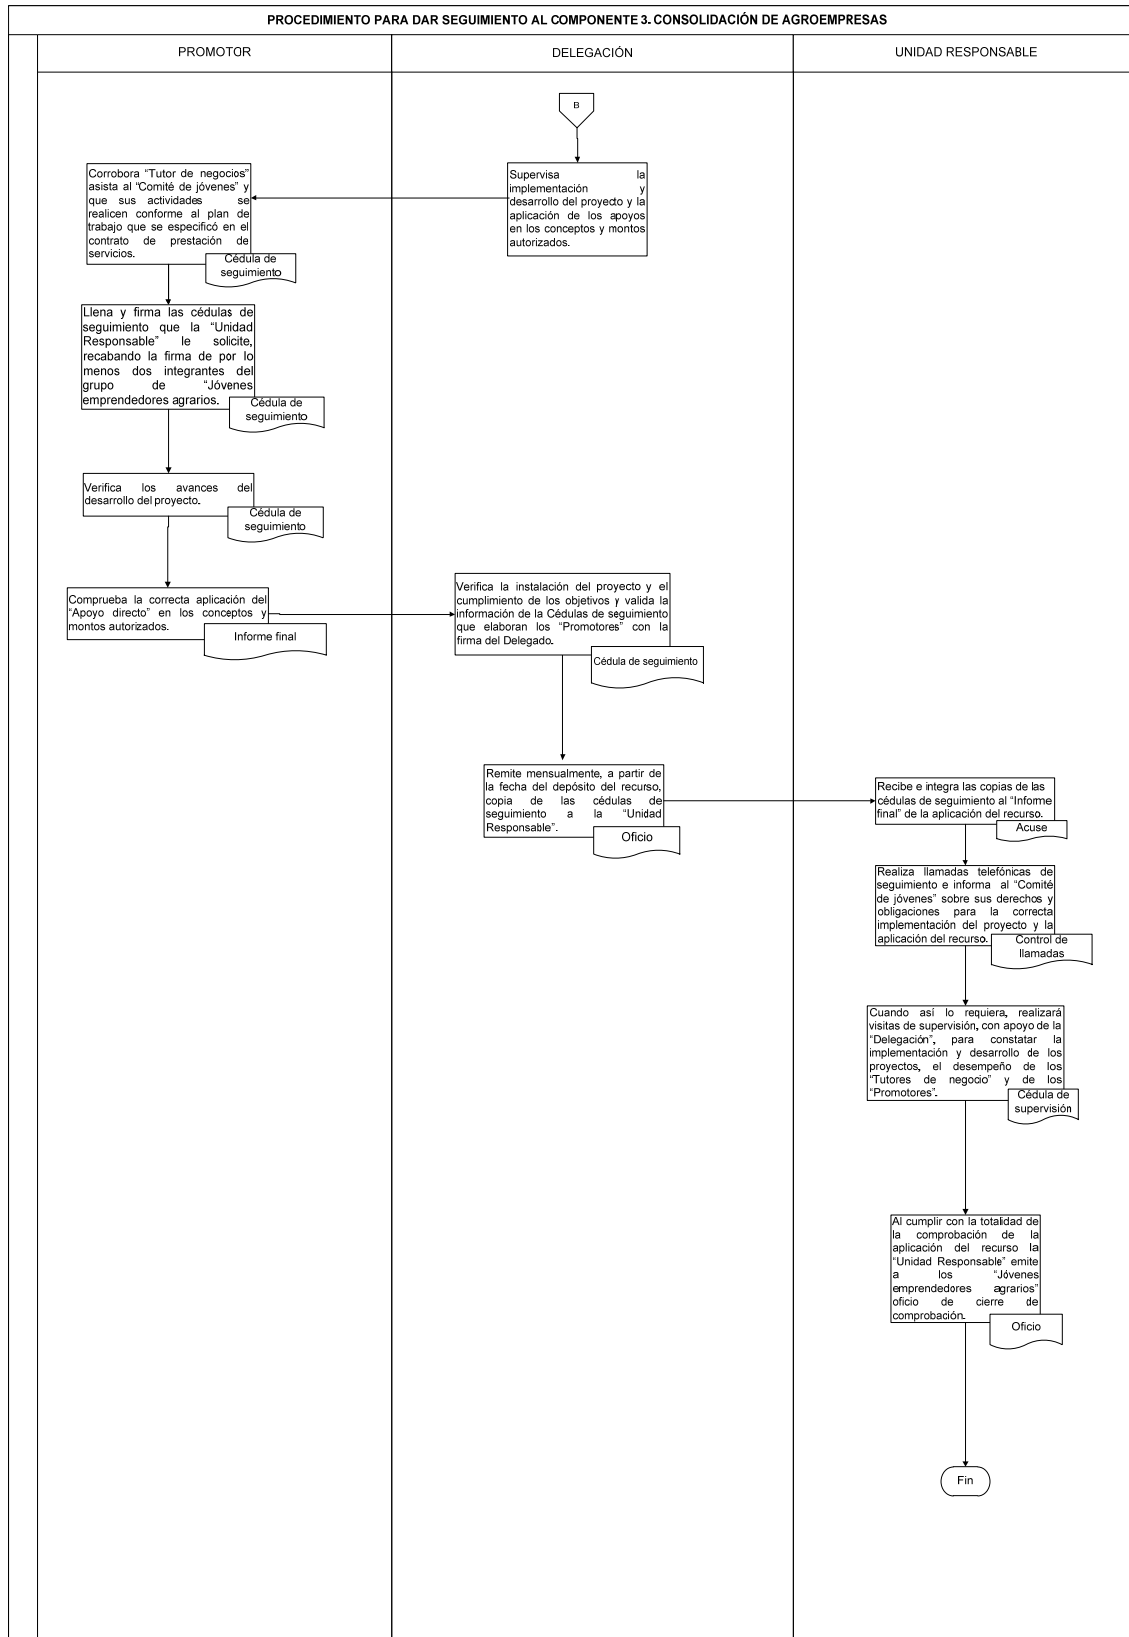 PROCEDIMIENTO PARA DAR SEGUIMIENTO AL COMPONENTE 3. CONSOLIDACIÓN DE AGROEMPRESAS
PROMOTOR
DELEGACIÓN
UNIDAD RESPONSABLE
B
Supervisa la
implementación y
desarrollo del proyecto y la
aplicación de los apoyos
en los conceptos y montos
autorizados.
Corrobora “Tutor de negocios”
asista al “Comité de jóvenes” y
que sus actividades se
realicen conforme al plan de
trabajo que se especificó en el
contrato de prestación de
servicios.
Cédula de
seguimiento
Llena y firma las cédulas de
seguimiento que la “Unidad
Responsable” le solicite,
recabando la firma de por lo
menos dos integrantes del
grupo de “Jóvenes
emprendedores agrarios.
Cédula de
seguimiento
Verifica los avances del
desarrollo del proyecto.
Cédula de
seguimiento
Comprueba la correcta aplicación del
“Apoyo directo” en los conceptos y
montos autorizados.
Informe final
Verifica la instalación del proyecto y el
cumplimiento de los objetivos y valida la
información de la Cédulas de seguimiento
que elaboran los “Promotores” con la
firma del Delegado.
Cédula de seguimiento
Remite mensualmente, a partir de
la fecha del depósito del recurso,
copia de las cédulas de
seguimiento a la “Unidad
Responsable”.
Oficio
Recibe e integra las copias de las
cédulas de seguimiento al “Informe
final” de la aplicación del recurso.
Acuse
Realiza llamadas telefónicas de
seguimiento e informa al “Comité
de jóvenes” sobre sus derechos y
obligaciones para la correcta
implementación del proyecto y la
aplicación del recurso.
Control de
llamadas
Cuando así lo requiera, realizará
visitas de supervisión, con apoyo de la
“Delegación”, para constatar la
implementación y desarrollo de los
proyectos, el desempeño de los
“Tutores de negocio” y de los
“Promotores”.
Cédula de
supervisión
Al cumplir con la totalidad de
la comprobación de la
aplicación del recurso la
“Unidad Responsable” emite
a los “Jóvenes
emprendedores agrarios”
oficio de cierre de
comprobación.
Oficio
Fin